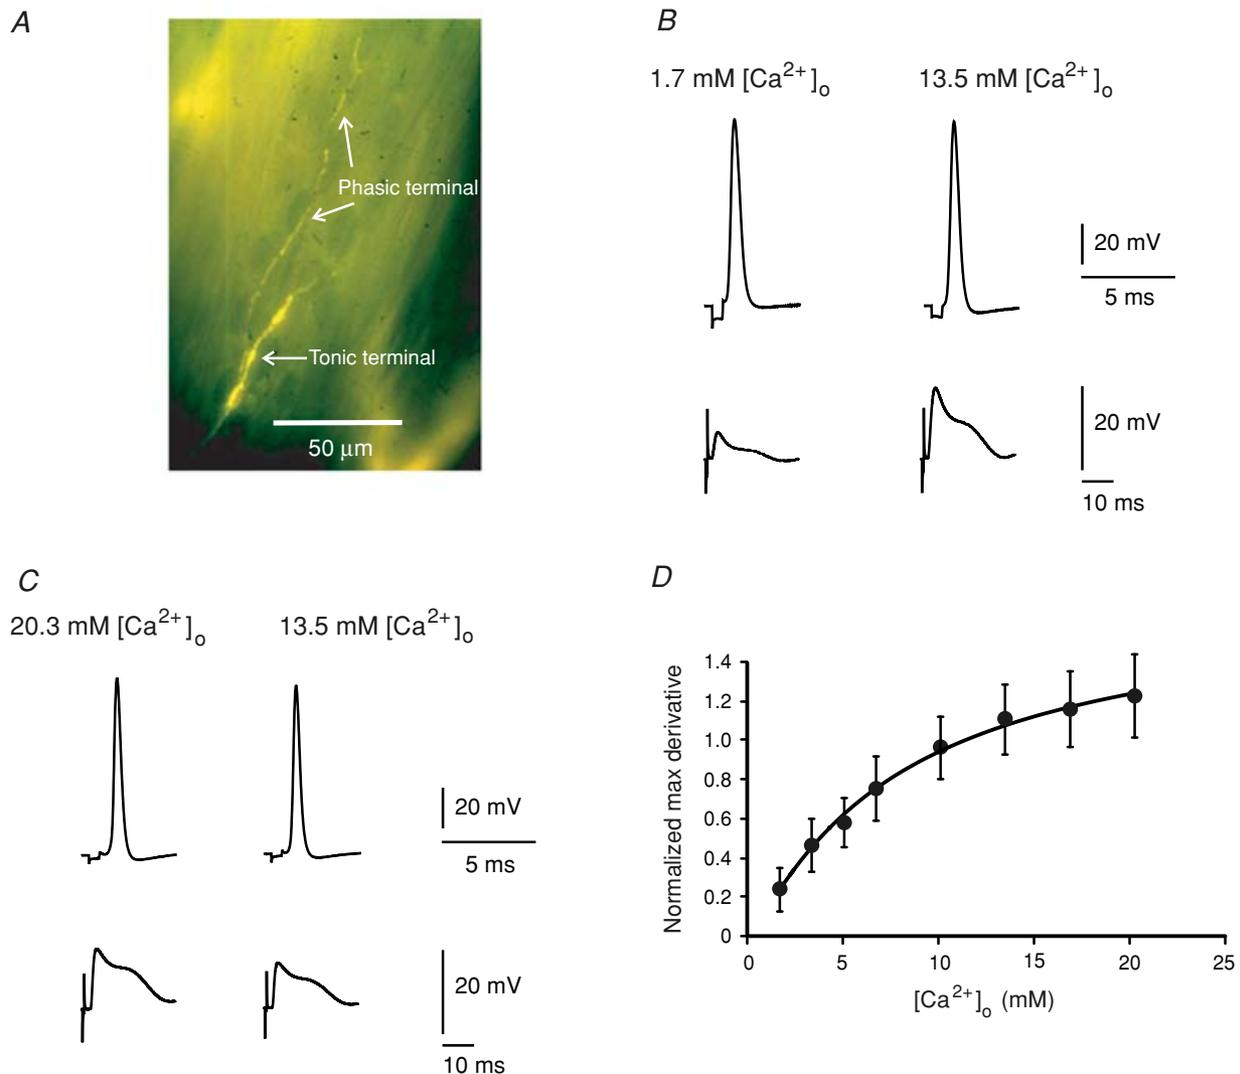 A
Phasic terminal
Tonic terminal
50 μm
B
1.7 mM [Ca2+]o
13.5 mM [Ca2+]o
20 mV
5 ms
20 mV
10 ms
C
20.3 mM [Ca2+]o
13.5 mM [Ca2+]o
20 mV
5 ms
20 mV
10 ms
D
Normalized max derivative
1.4
1.2
1.0
0.8
0.6
0.4
0.2
0
0 5 10 15 20 25
[Ca2+]o (mM)